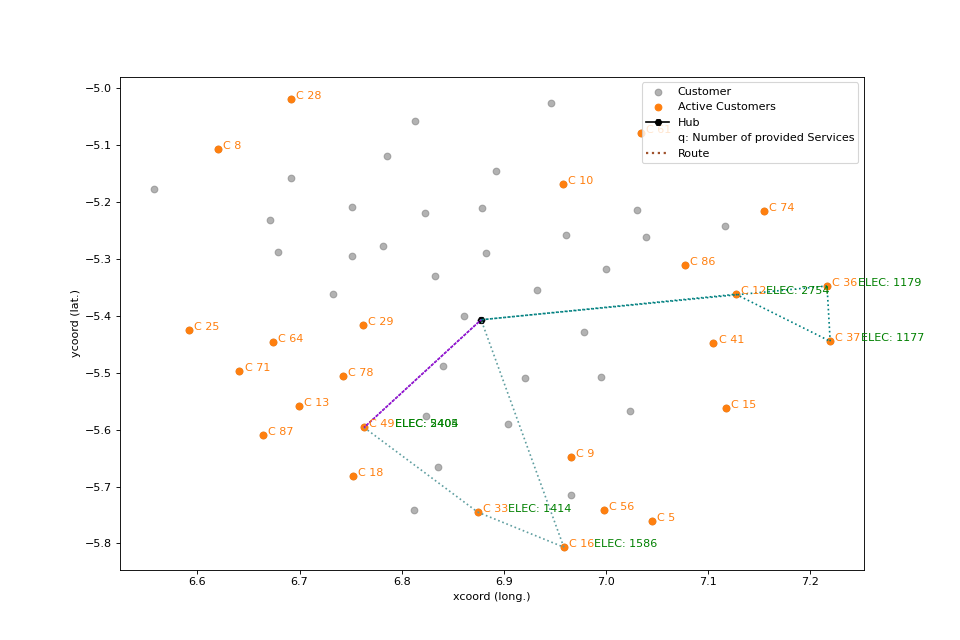 Customer
Active Customers
Hub
q: Number of provided Services
Route
C 28
C 8
C 10
C 74
C 86
C 36 ELEC: 1179
C 12 ELEC: 2754
C 25
C 29
C 64
C 37 ELEC: 1177
C 41
C 71
C 78
C 13
C 15
C 49
C 87
C 9
C 18
C 33 ELEC: 1414
C 56
C 5
C 16 ELEC: 1586
−5.0
−5.1
−5.2
−5.3
−5.4
−5.5
−5.6
−5.7
−5.8
ycoord (lat.)
6.6 6.7 6.8 6.9 7.0 7.1 7.2
xcoord (long.)